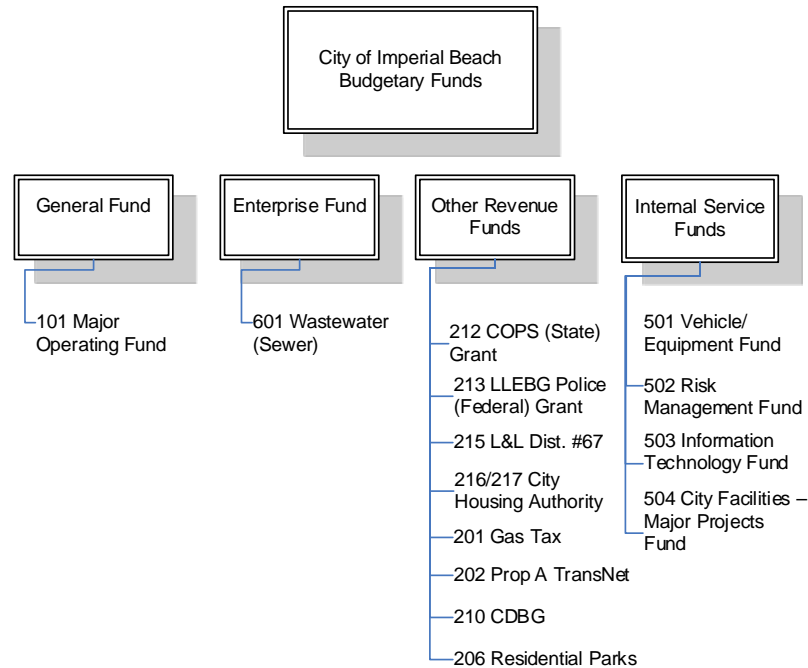 City of Imperial Beach
Budgetary Funds
General Fund
101 Major
Operating Fund
Enterprise Fund
601 Wastewater
(Sewer)
Other Revenue
Funds
212 COPS (State)
Grant
213 LLEBG Police
(Federal) Grant
215 L&L Dist. #67
216/217 City
Housing Authority
201 Gas Tax
202 Prop A TransNet
210 CDBG
206 Residential Parks
Internal Service
Funds
501 Vehicle/
Equipment Fund
502 Risk
Management Fund
503 Information
Technology Fund
504 City Facilities –
Major Projects
Fund